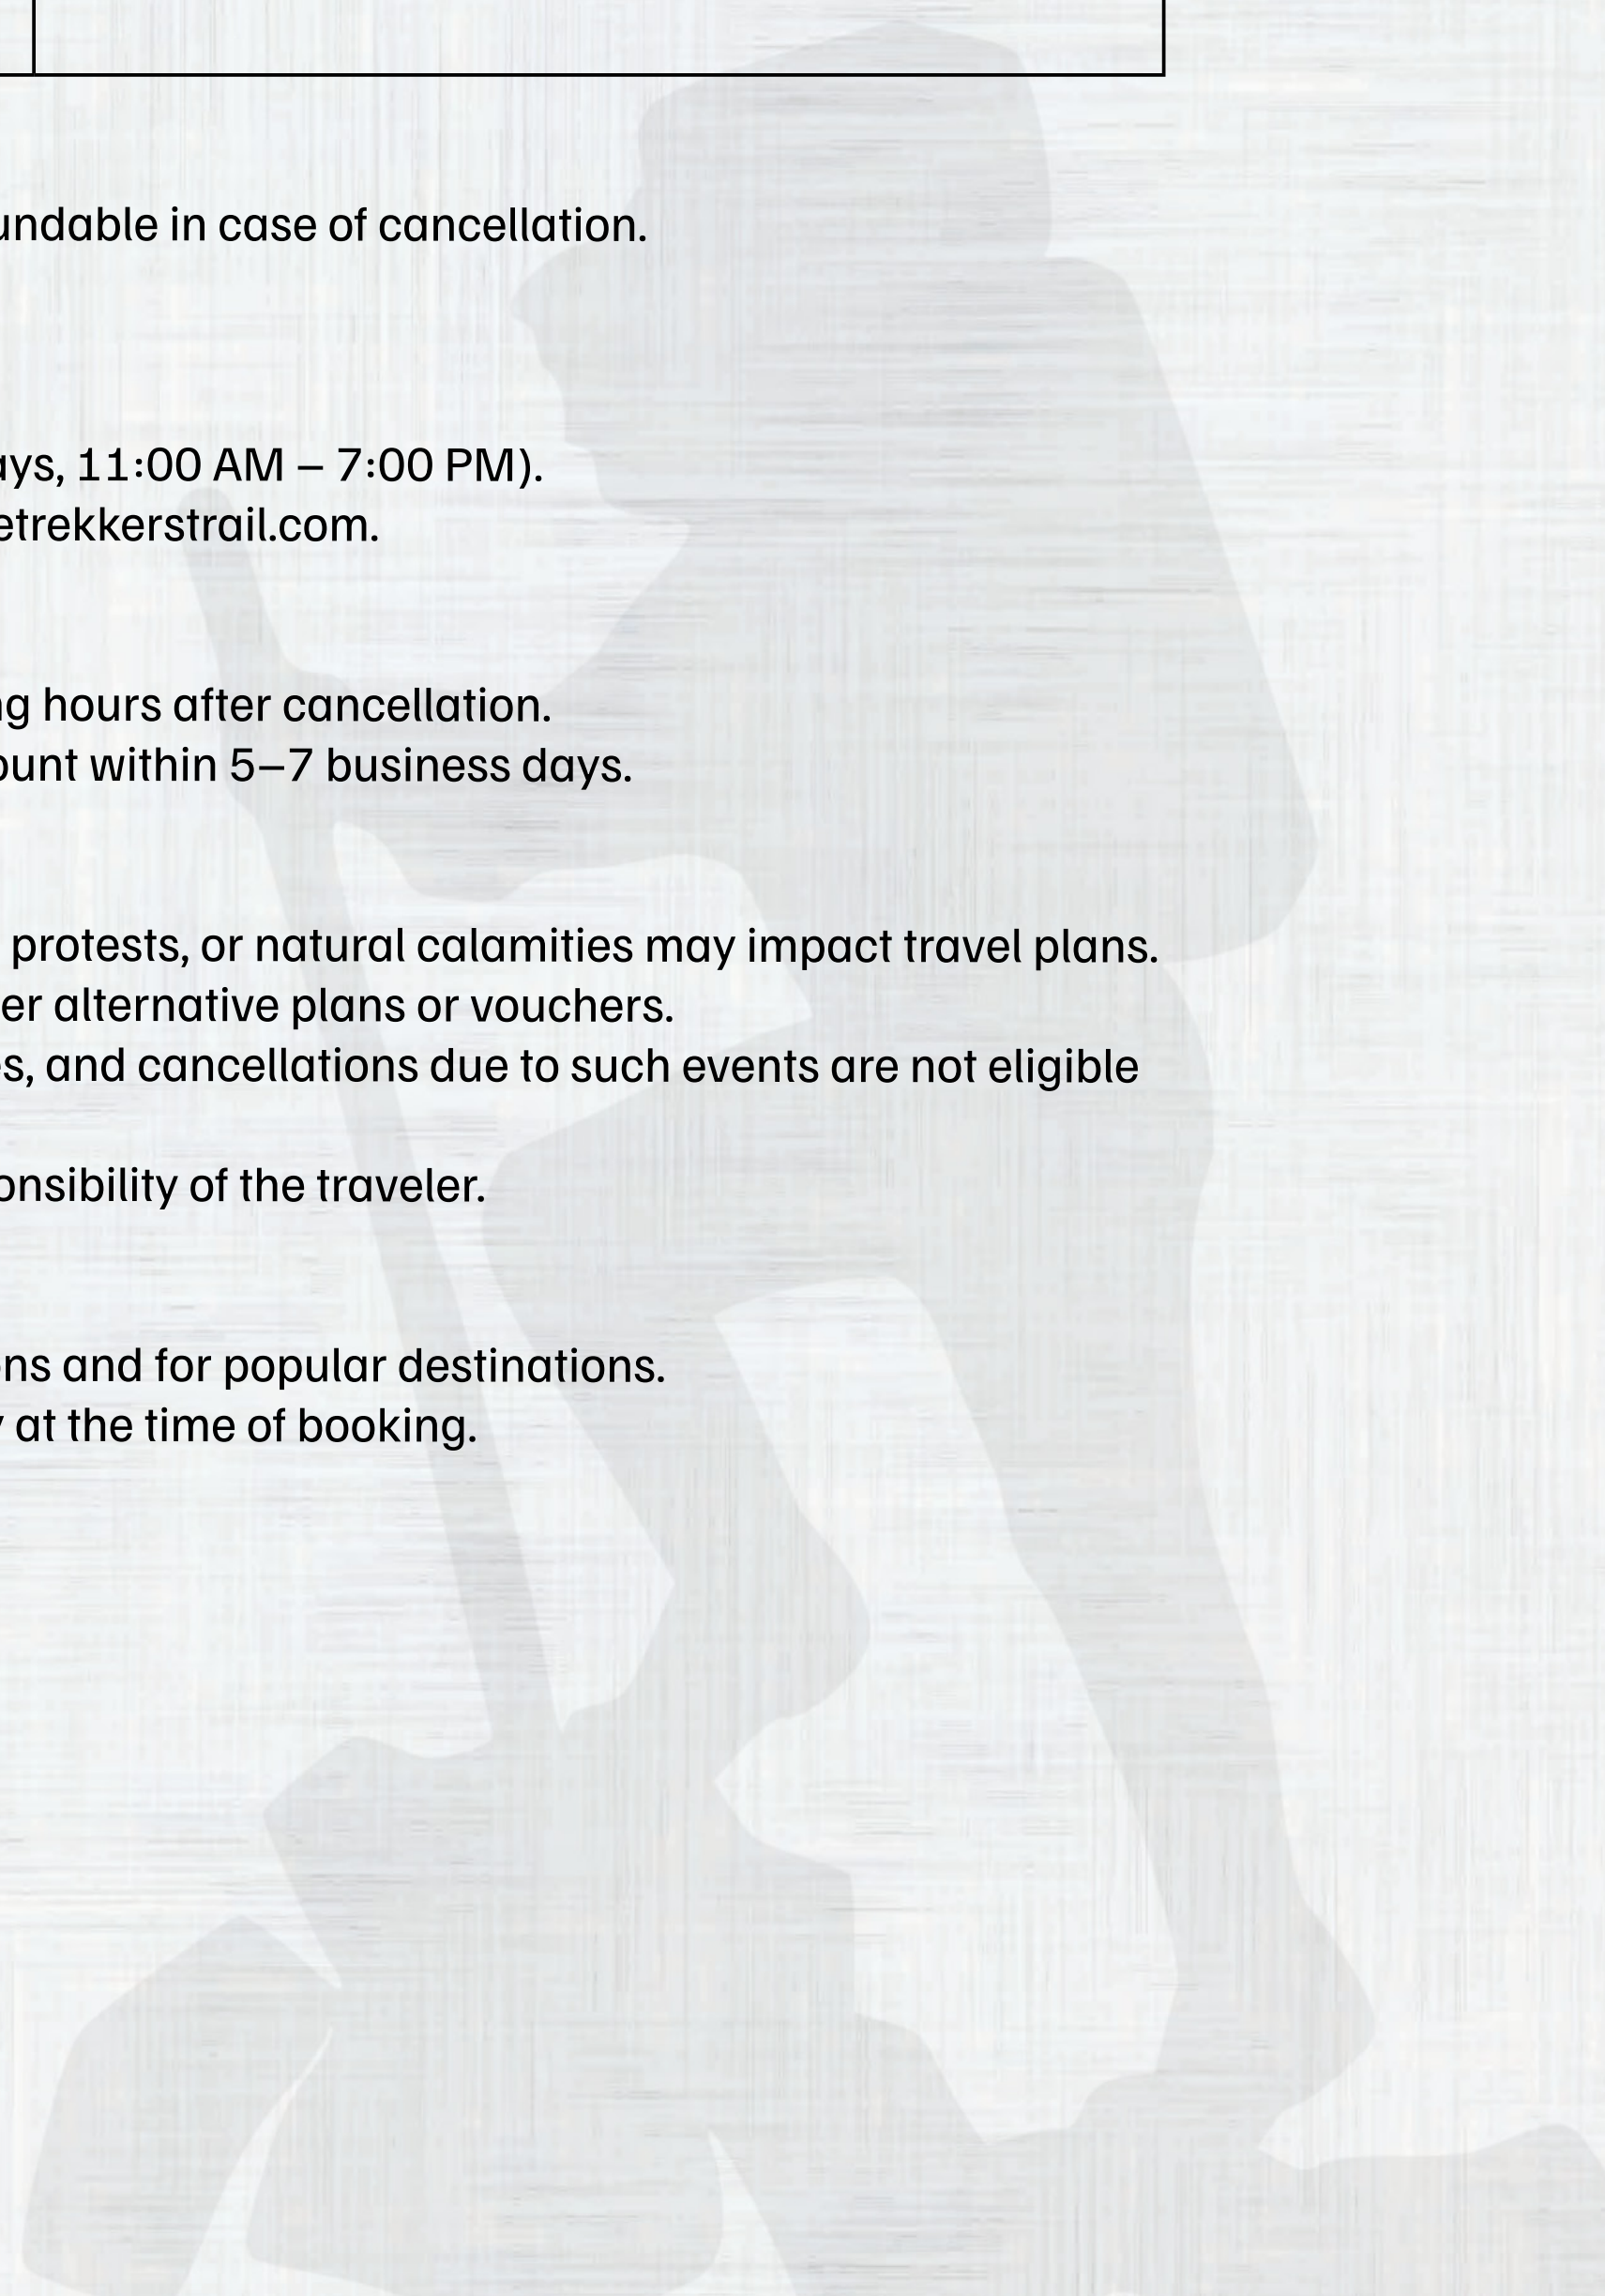 undable in case of cancellation.
ays, 11:00 AM – 7:00 PM).
etrekkerstrail.com.
ng hours after cancellation.
ount within 5–7 business days.
protests, or natural calamities may impact travel plans.
er alternative plans or vouchers.
es, and cancellations due to such events are not eligible
onsibility of the traveler.
ons and for popular destinations.
y at the time of booking.